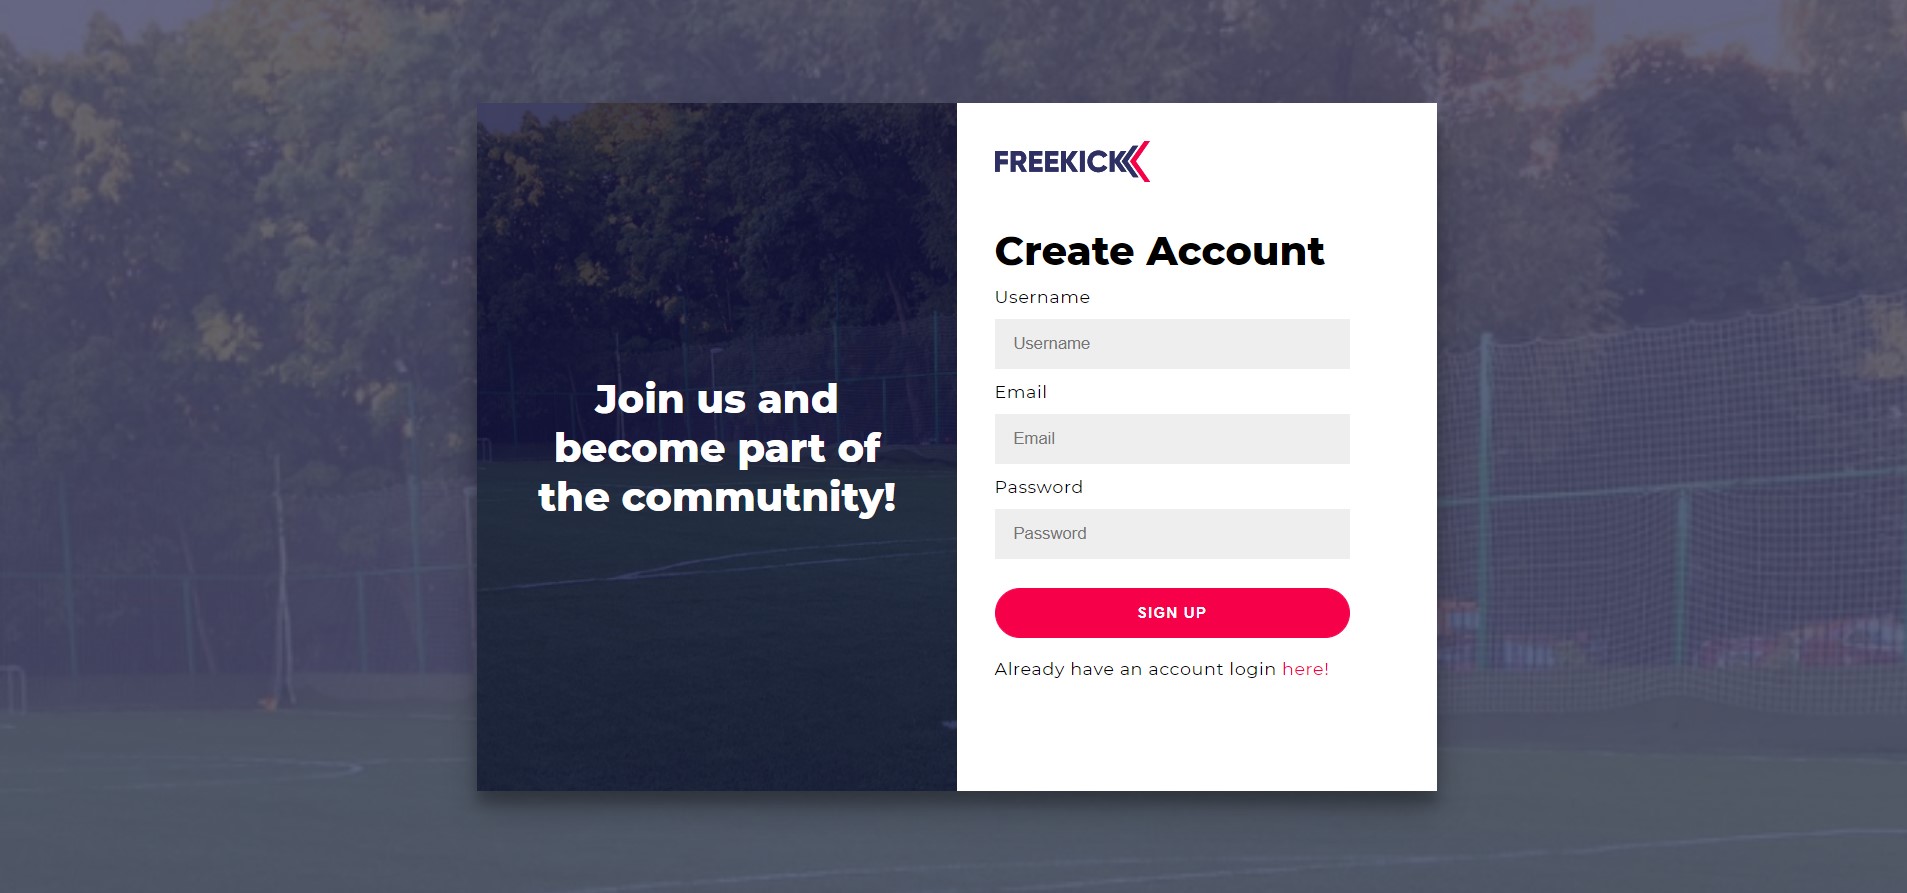 Join us and
become part of
the commutnity!
FREEKICK
Create Account
Username
Username
Email
Email
Password
Password
SIGN UP
Already have an account login here!